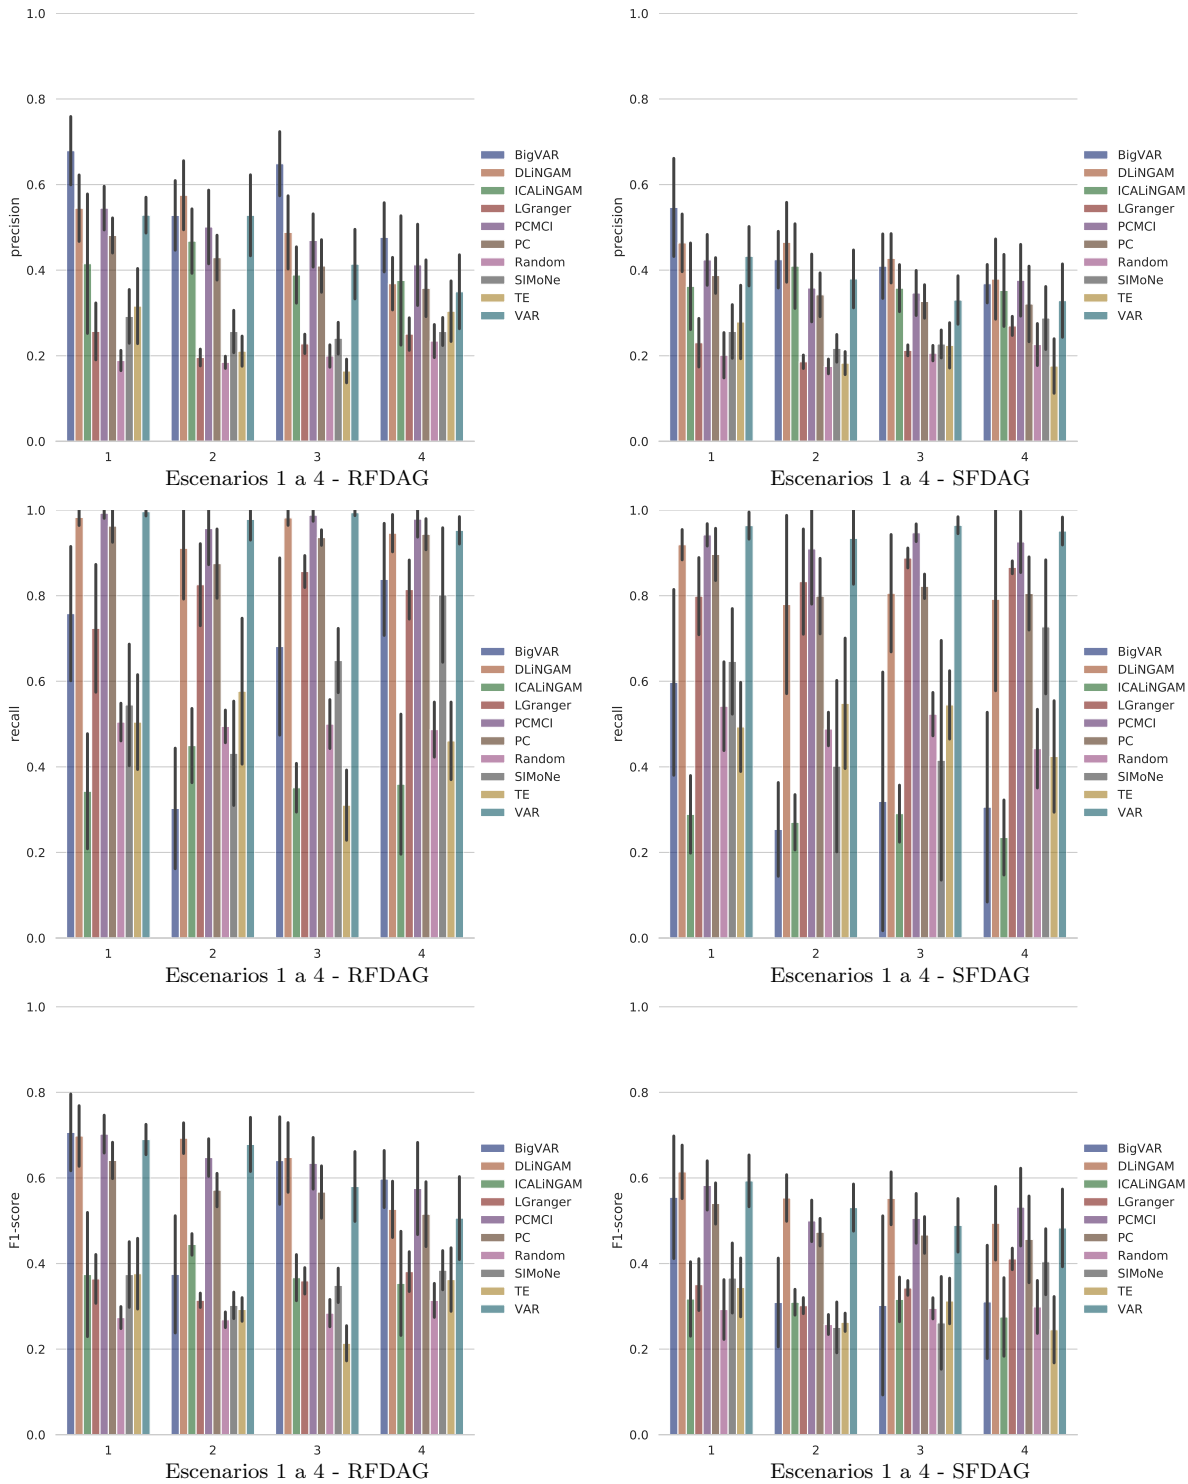 1.0
0.8
0.6
0.4
0.2
0.0
precision
1 2 3 4
Escenarios 1 a 4 - RFDAG
BigVAR
DLiNGAM
ICALiNGAM
LGranger
PCMCI
PC
Random
SIMoNe
TE
VAR
1.0
0.8
0.6
0.4
0.2
0.0
precision
1 2 3 4
Escenarios 1 a 4 - SFDAG
BigVAR
DLiNGAM
ICALiNGAM
LGranger
PCMCI
PC
Random
SIMoNe
TE
VAR
1.0
0.8
0.6
0.4
0.2
0.0
recall
1 2 3 4
Escenarios 1 a 4 - RFDAG
BigVAR
DLiNGAM
ICALiNGAM
LGranger
PCMCI
PC
Random
SIMoNe
TE
VAR
1.0
0.8
0.6
0.4
0.2
0.0
recall
1 2 3 4
Escenarios 1 a 4 - SFDAG
BigVAR
DLiNGAM
ICALiNGAM
LGranger
PCMCI
PC
Random
SIMoNe
TE
VAR
1.0
0.8
0.6
0.4
0.2
0.0
F1-score
1 2 3 4
Escenarios 1 a 4 - RFDAG
BigVAR
DLiNGAM
ICALiNGAM
LGranger
PCMCI
PC
Random
SIMoNe
TE
VAR
1.0
0.8
0.6
0.4
0.2
0.0
F1-score
1 2 3 4
Escenarios 1 a 4 - SFDAG
BigVAR
DLiNGAM
ICALiNGAM
LGranger
PCMCI
PC
Random
SIMoNe
TE
VAR